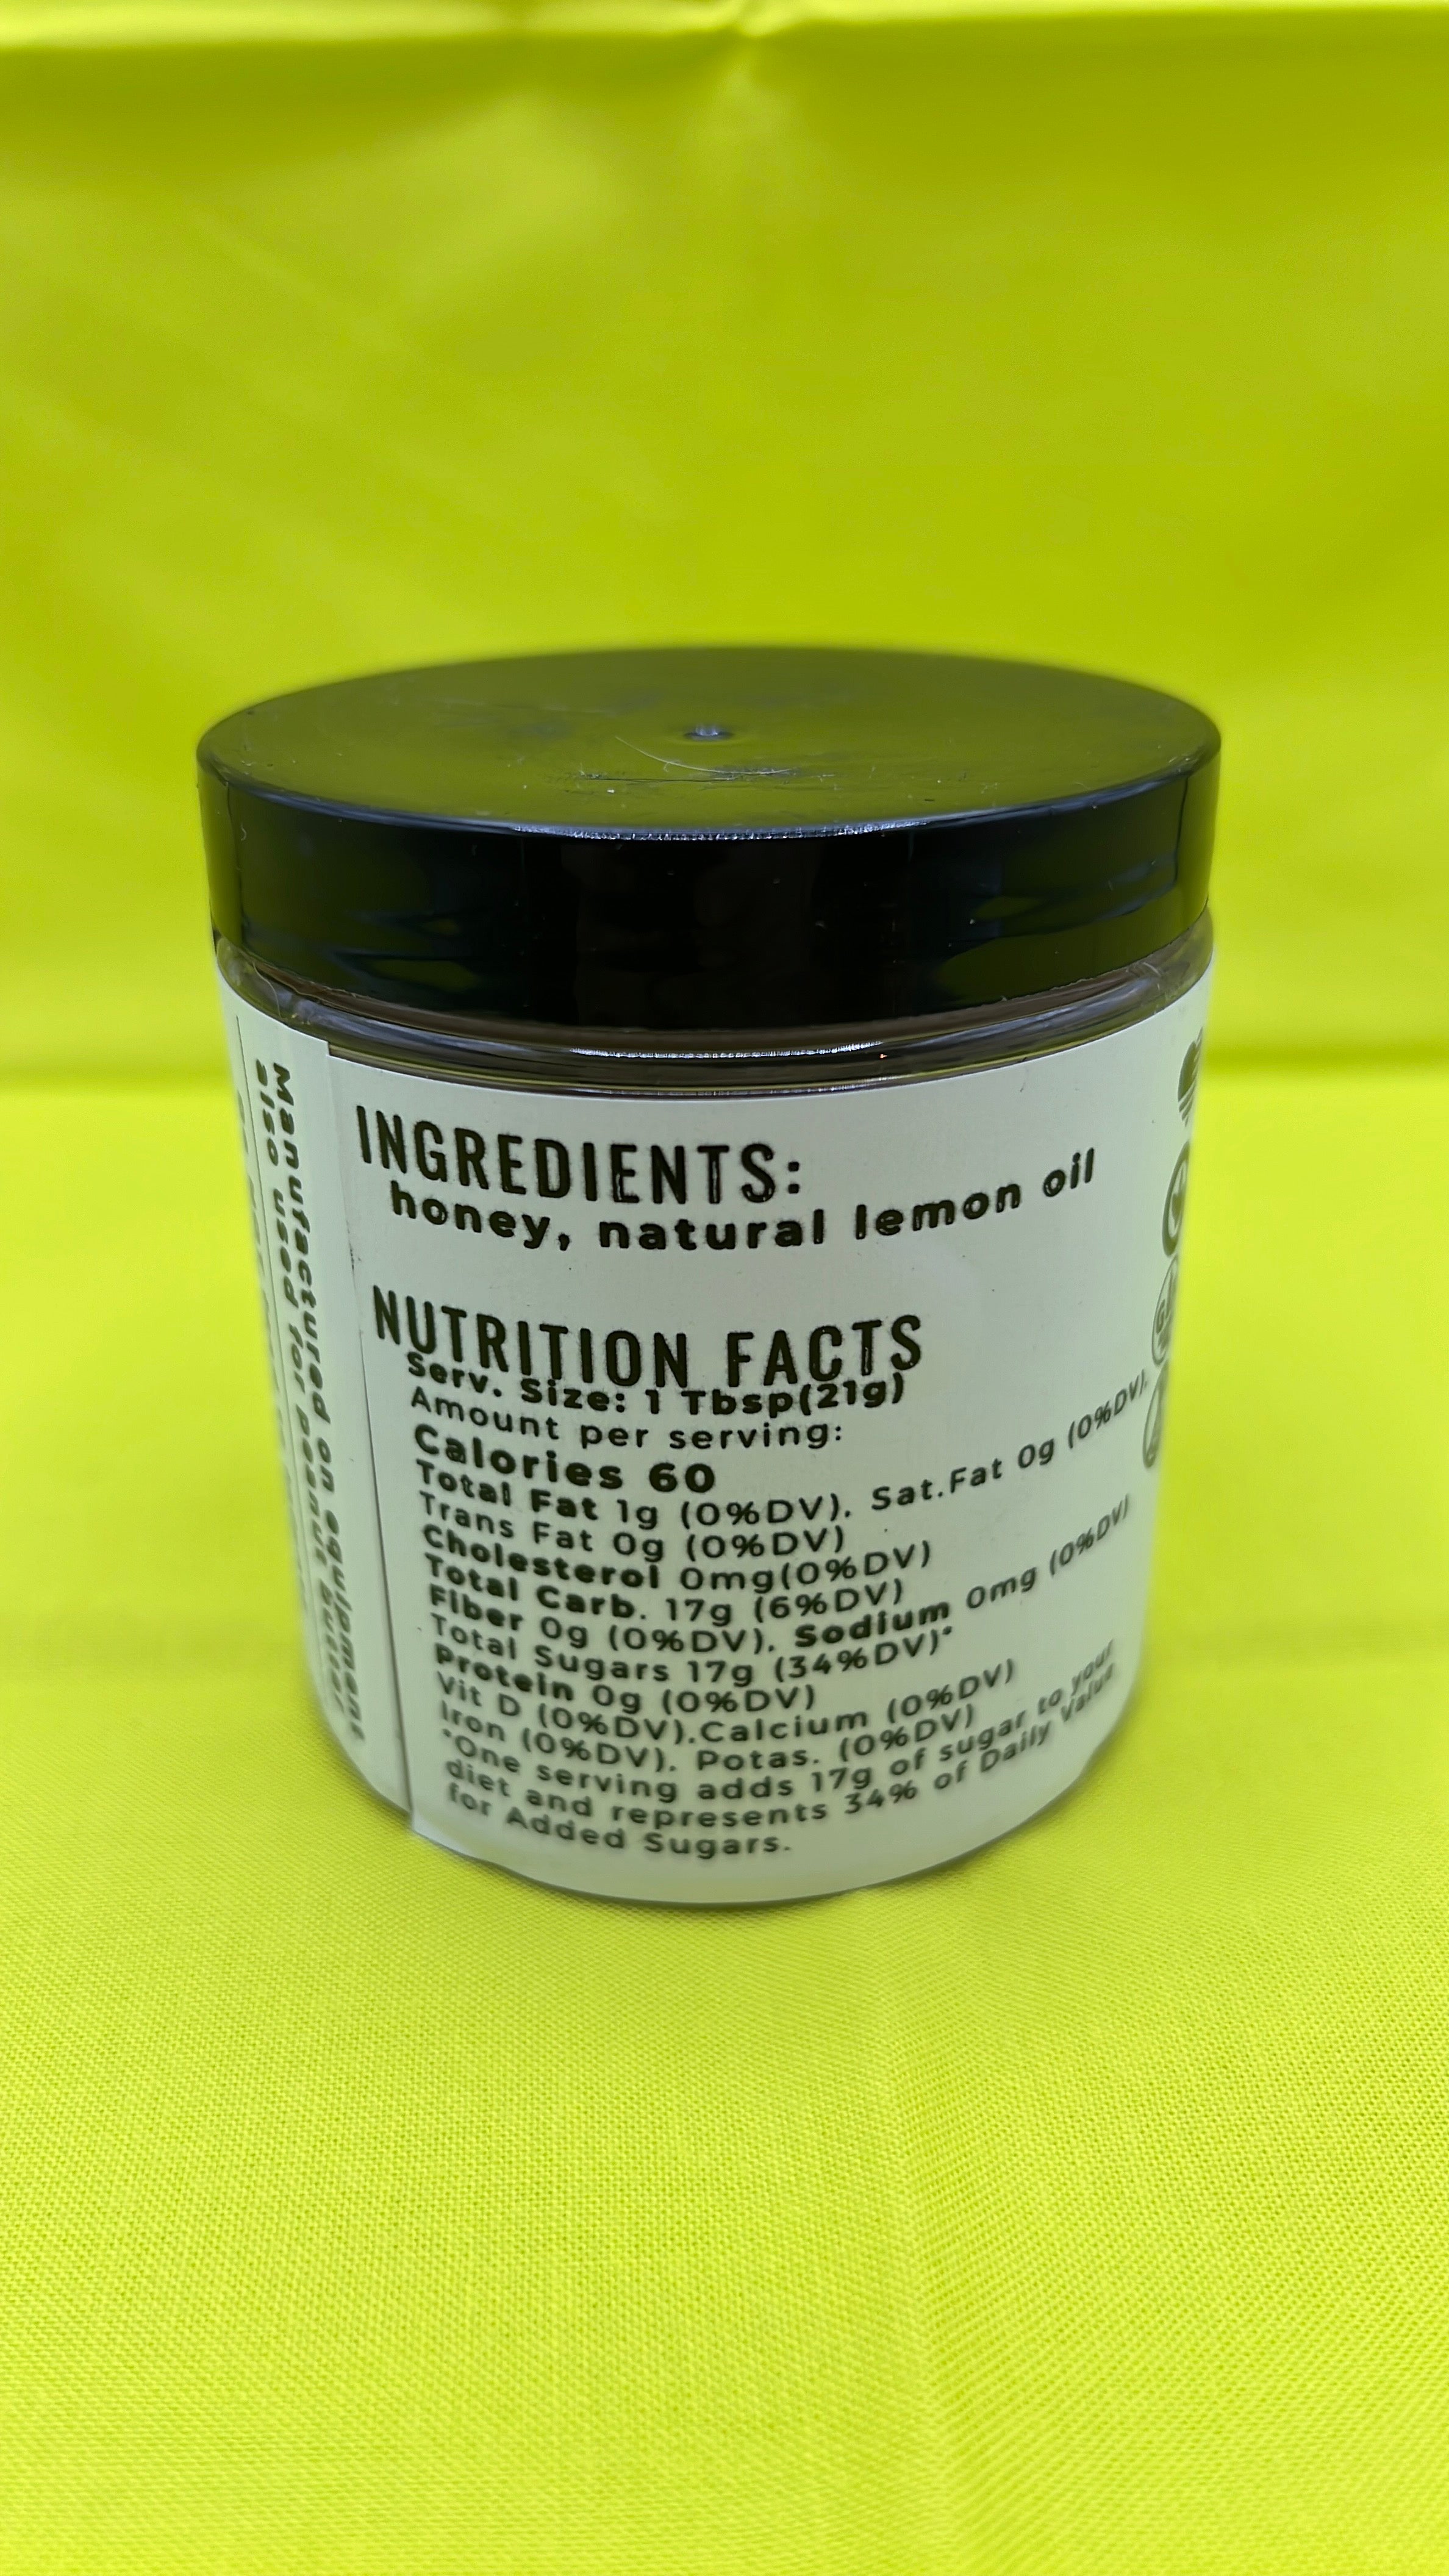 INGREDIENTS:
honey, natural lemon oil
NUTRITION FACTS
Serv. Size: 1 Tbsp(21g)
Amount per serving:
Calories 60
Total Fat 1g (0%DV). Sat.Fat 0g (0%DV).
Trans Fat 0g (0%DV)
Cholesterol 0mg(0%DV)
Total Carb. 17g (6%DV)
Fiber 0g (0%DV). Sodium 0mg (0%DV)
Total Sugars 17g (34%DV)*
Protein 0g (0%DV)
Vit D (0%DV).Calcium (0%DV)
Iron (0%DV). Potas. (0%DV)
*One serving adds 17g of sugar to your
diet and represents 34% of Daily Value
for Added Sugars.
Manufactured on equipment
also used for peanut butter